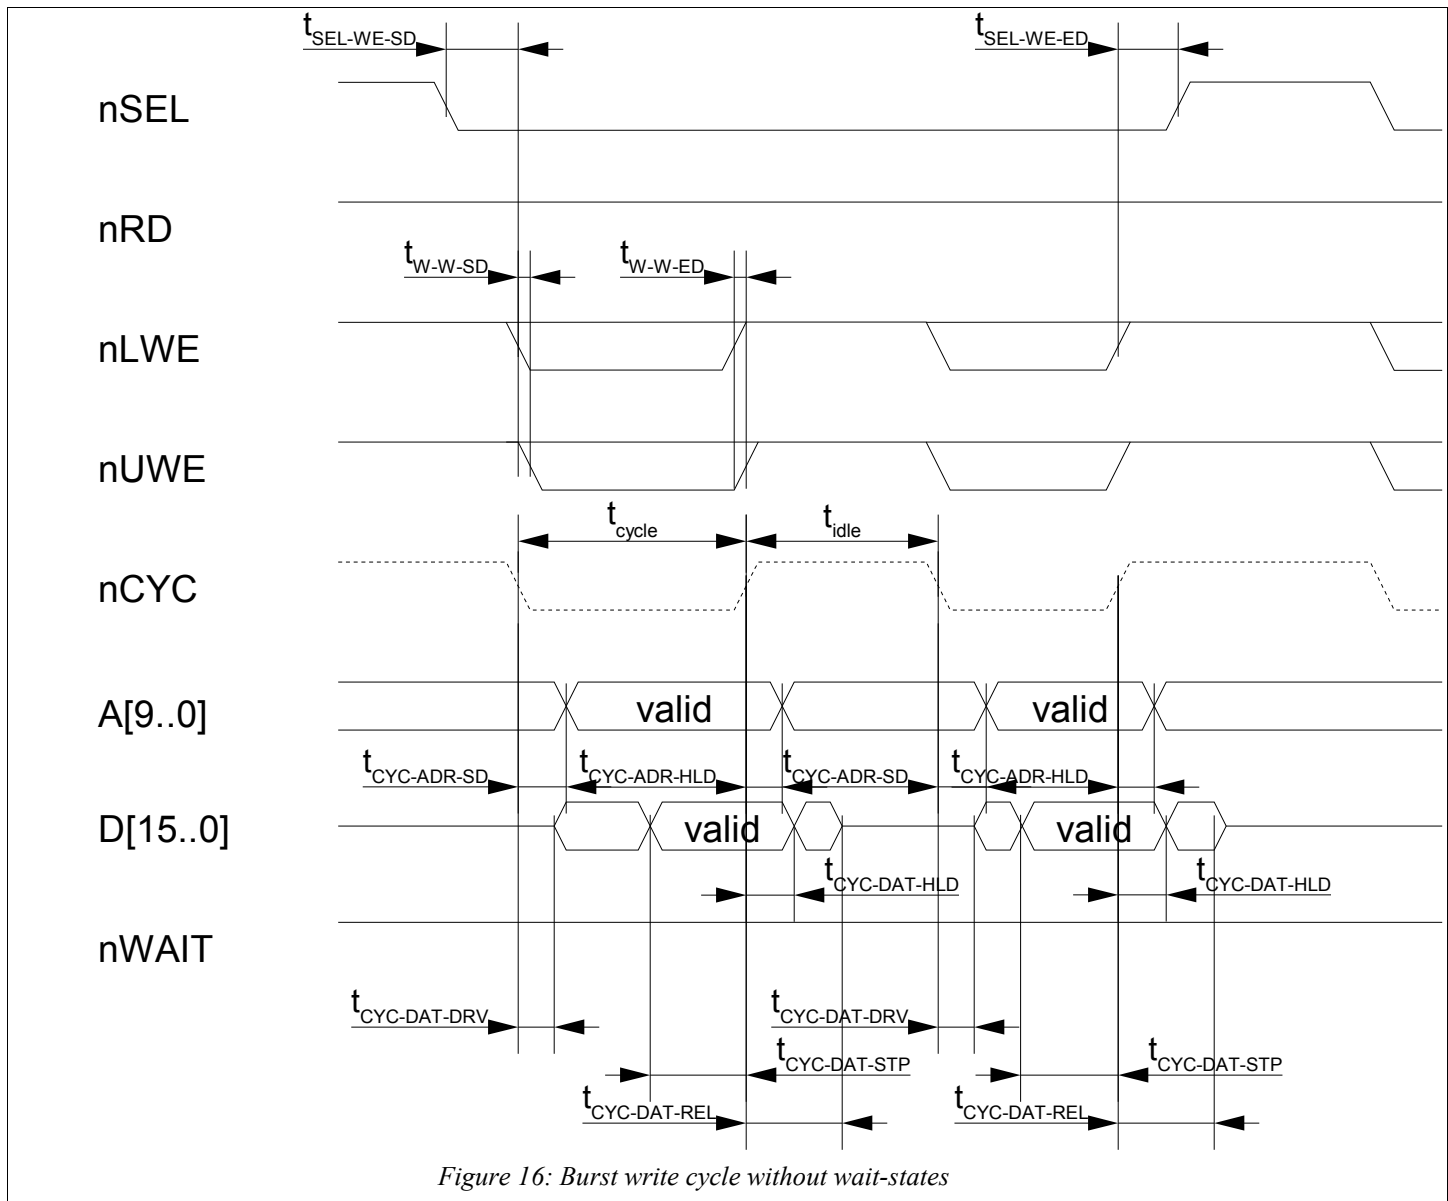 tSEL-WE-SD tSEL-WE-ED
nSEL
nRD
tW-W-SD tW-W-ED
nLWE
nUWE
tcycle tidle
nCYC
A[9..0] valid valid
tCYC-ADR-SD tCYC-ADR-HLD tCYC-ADR-SD tCYC-ADR-HLD
D[15..0] valid valid
tCYC-DAT-HLD tCYC-DAT-HLD
nWAIT
tCYC-DAT-DRV tCYC-DAT-DRV
tCYC-DAT-STP tCYC-DAT-STP
tCYC-DAT-REL tCYC-DAT-REL
Figure 16: Burst write cycle without wait-states